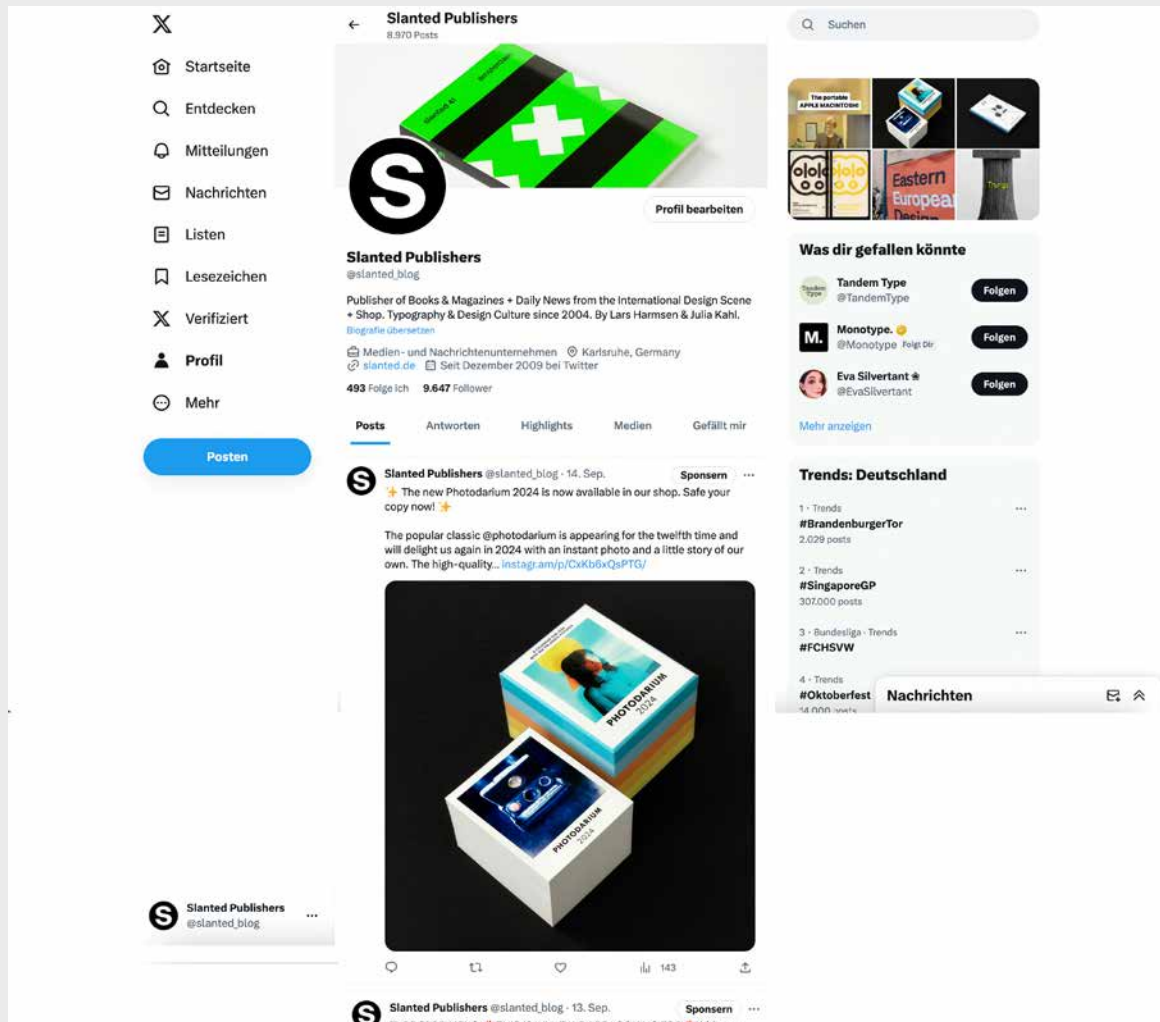 Slanted Publishers
8.970 Posts
Suchen
Startseite
Entdecken
Mitteilungen
Nachrichten
Listen
Lesezeichen
Verifiziert
Profil
Mehr
Posten
Slanted Publishers
@slanted_blog
slanted AI
S
Profil bearbeiten
Slanted Publishers
@slanted_blog
Publisher of Books & Magazines + Daily News from the International Design Scene
+ Shop. Typography & Design Culture since 2004. By Lars Harmsen & Julia Kahl.
Biografie übersetzen
Medien- und Nachrichtenunternehmen Karlsruhe, Germany
slanted.de Seit Dezember 2009 bei Twitter
493 Folge ich 9.647 Follower
Posts Antworten Highlights Medien Gefällt mir
Slanted Publishers @slanted_blog · 14. Sep. Sponsern
✨ The new Photodarium 2024 is now available in our shop. Safe your
copy now! ✨
The popular classic @photodarium is appearing for the twelfth time and
will delight us again in 2024 with an instant photo and a little story of our
own. The high-quality... instagr.am/p/CxKb6xQsPTG/
PHOTODARIUM
2024
PHOTODARIUM
2024
143
Slanted Publishers @slanted_blog · 13. Sep. Sponsern
The portable
APPLE MACINTOSH
Eastern
European
Design
Things
Was dir gefallen könnte
Tandem Type
Tandem Type
@TandemType
Folgen
M.
Monotype.
@Monotype Folgt Dir
Folgen
Eva Silvertant
@EvaSilvertant
Folgen
Mehr anzeigen
Trends: Deutschland
1 · Trends
#BrandenburgerTor
2.029 posts
2 · Trends
#SingaporeGP
307.000 posts
3 · Bundesliga · Trends
#FCHSVW
4 · Trends
#Oktoberfest
14.000 posts
Nachrichten